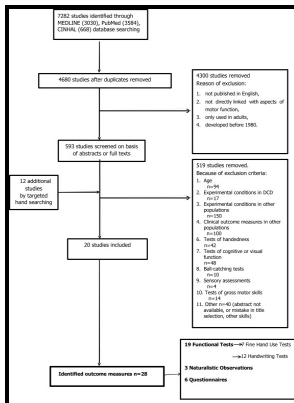 7282 studies identified through
MEDLINE (3030), PubMed (3584),
CINHAL (668) database searching
4680 studies after duplicates removed
4300 studies removed
Reason of exclusion:
1. not published in English,
2. not directly linked with aspects of
motor function,
3. only used in adults,
4. developed before 1980.
593 studies screened on basis
of abstracts or full texts
12 additional
studies
by targeted
hand searching
519 studies removed.
Because of exclusion criteria:
1. Age
n=94
2. Experimental conditions in DCD
n=17
3. Experimental conditions in other
populations
n=150
4. Clinical outcome measures in other
populations
n=100
6. Tests of handedness
n=42
7. Tests of cognitive or visual
function
n=48
8. Ball-catching tests
n=10
9. Sensory assessments
n=4
10. Tests of gross motor skills
n=14
11. Other n=40 (abstract not
available, or mistake in title
selection, other skills)
20 studies included
Identified outcome measures n=28
19 Functional Tests→7 Fine Hand Use Tests
→12 Handwriting Tests
3 Naturalistic Observations
6 Questionnaires